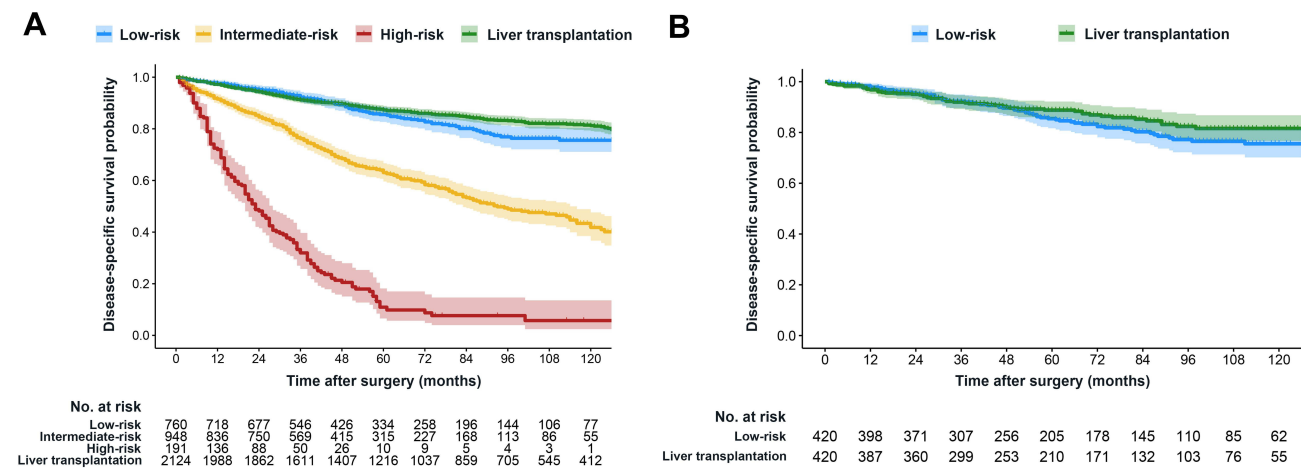 A
Low-risk Intermediate-risk High-risk Liver transplantation
Disease-specific survival probability
1.0
0.8
0.6
0.4
0.2
0.0
0 12 24 36 48 60 72 84 96 108 120
Time after surgery (months)
No. at risk
Low-risk 760 718 677 546 426 334 258 196 144 106 77
Intermediate-risk 948 836 750 569 415 315 227 168 113 86 55
High-risk 191 136 88 50 26 10 9 5 4 3 1
Liver transplantation 2124 1988 1862 1611 1407 1216 1037 859 705 545 412
B
Low-risk Liver transplantation
Disease-specific survival probability
1.0
0.8
0.6
0.4
0.2
0.0
0 12 24 36 48 60 72 84 96 108 120
Time after surgery (months)
No. at risk
Low-risk 420 398 371 307 256 205 178 145 110 85 62
Liver transplantation 420 387 360 299 253 210 171 132 103 76 55